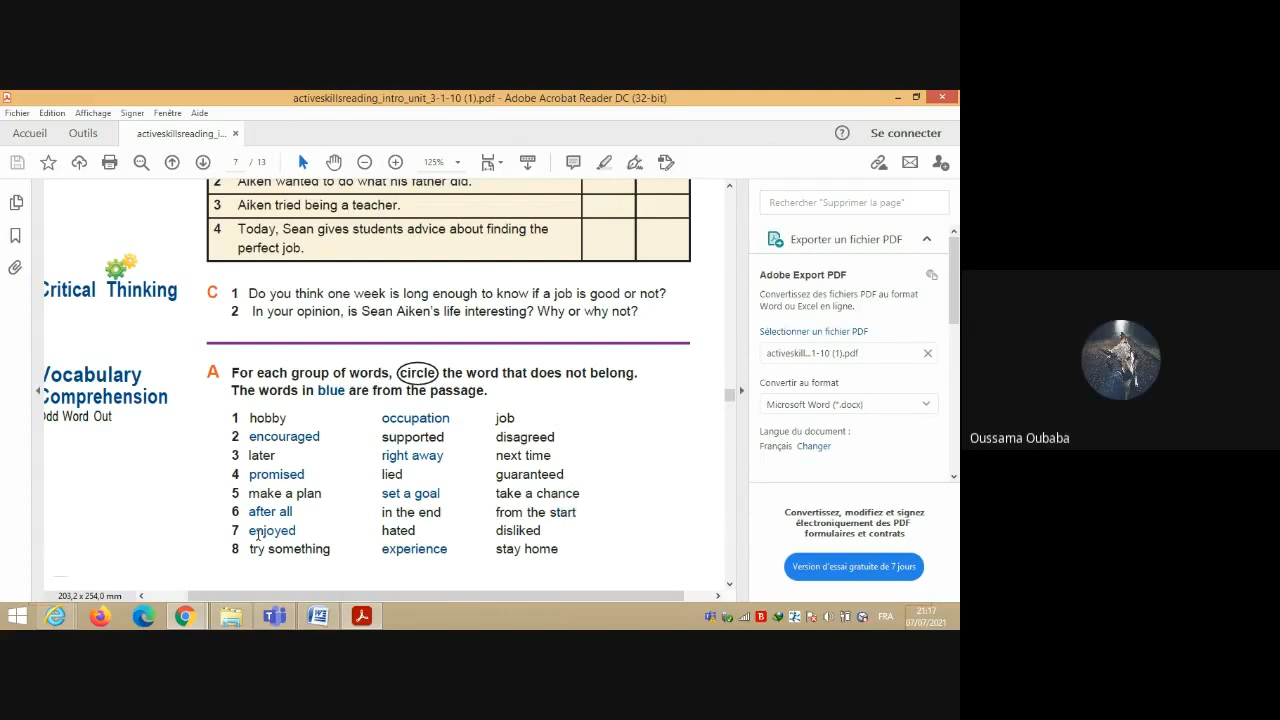 activeskillsreading_intro_unit_3-1-10 (1).pdf - Adobe Acrobat Reader DC (32-bit)
Fichier Edition Affichage Signer Fenêtre Aide
Accueil Outils activeskillsreading_i... × Se connecter
7 / 13 125%
2 Aiken wanted to do what his father did.
3 Aiken tried being a teacher.
4 Today, Sean gives students advice about finding the
perfect job.
Critical Thinking
C 1 Do you think one week is long enough to know if a job is good or not?
2 In your opinion, is Sean Aiken's life interesting? Why or why not?
Vocabulary
Comprehension
Odd Word Out
A For each group of words, circle the word that does not belong.
The words in blue are from the passage.
1 hobby occupation job
2 encouraged supported disagreed
3 later right away next time
4 promised lied guaranteed
5 make a plan set a goal take a chance
6 after all in the end from the start
7 enjoyed hated disliked
8 try something experience stay home
203,2 x 254,0 mm
Rechercher "Supprimer la page"
Exporter un fichier PDF
Adobe Export PDF
Convertissez des fichiers PDF au format
Word ou Excel en ligne.
Sélectionner un fichier PDF
activeskill...1-10 (1).pdf
Convertir au format
Microsoft Word (*.docx)
Langue du document :
Français Changer
Convertissez, modifiez et signez
électroniquement des PDF
formulaires et contrats
Version d'essai gratuite de 7 jours
FRA
21:17
07/07/2021
Oussama Oubaba